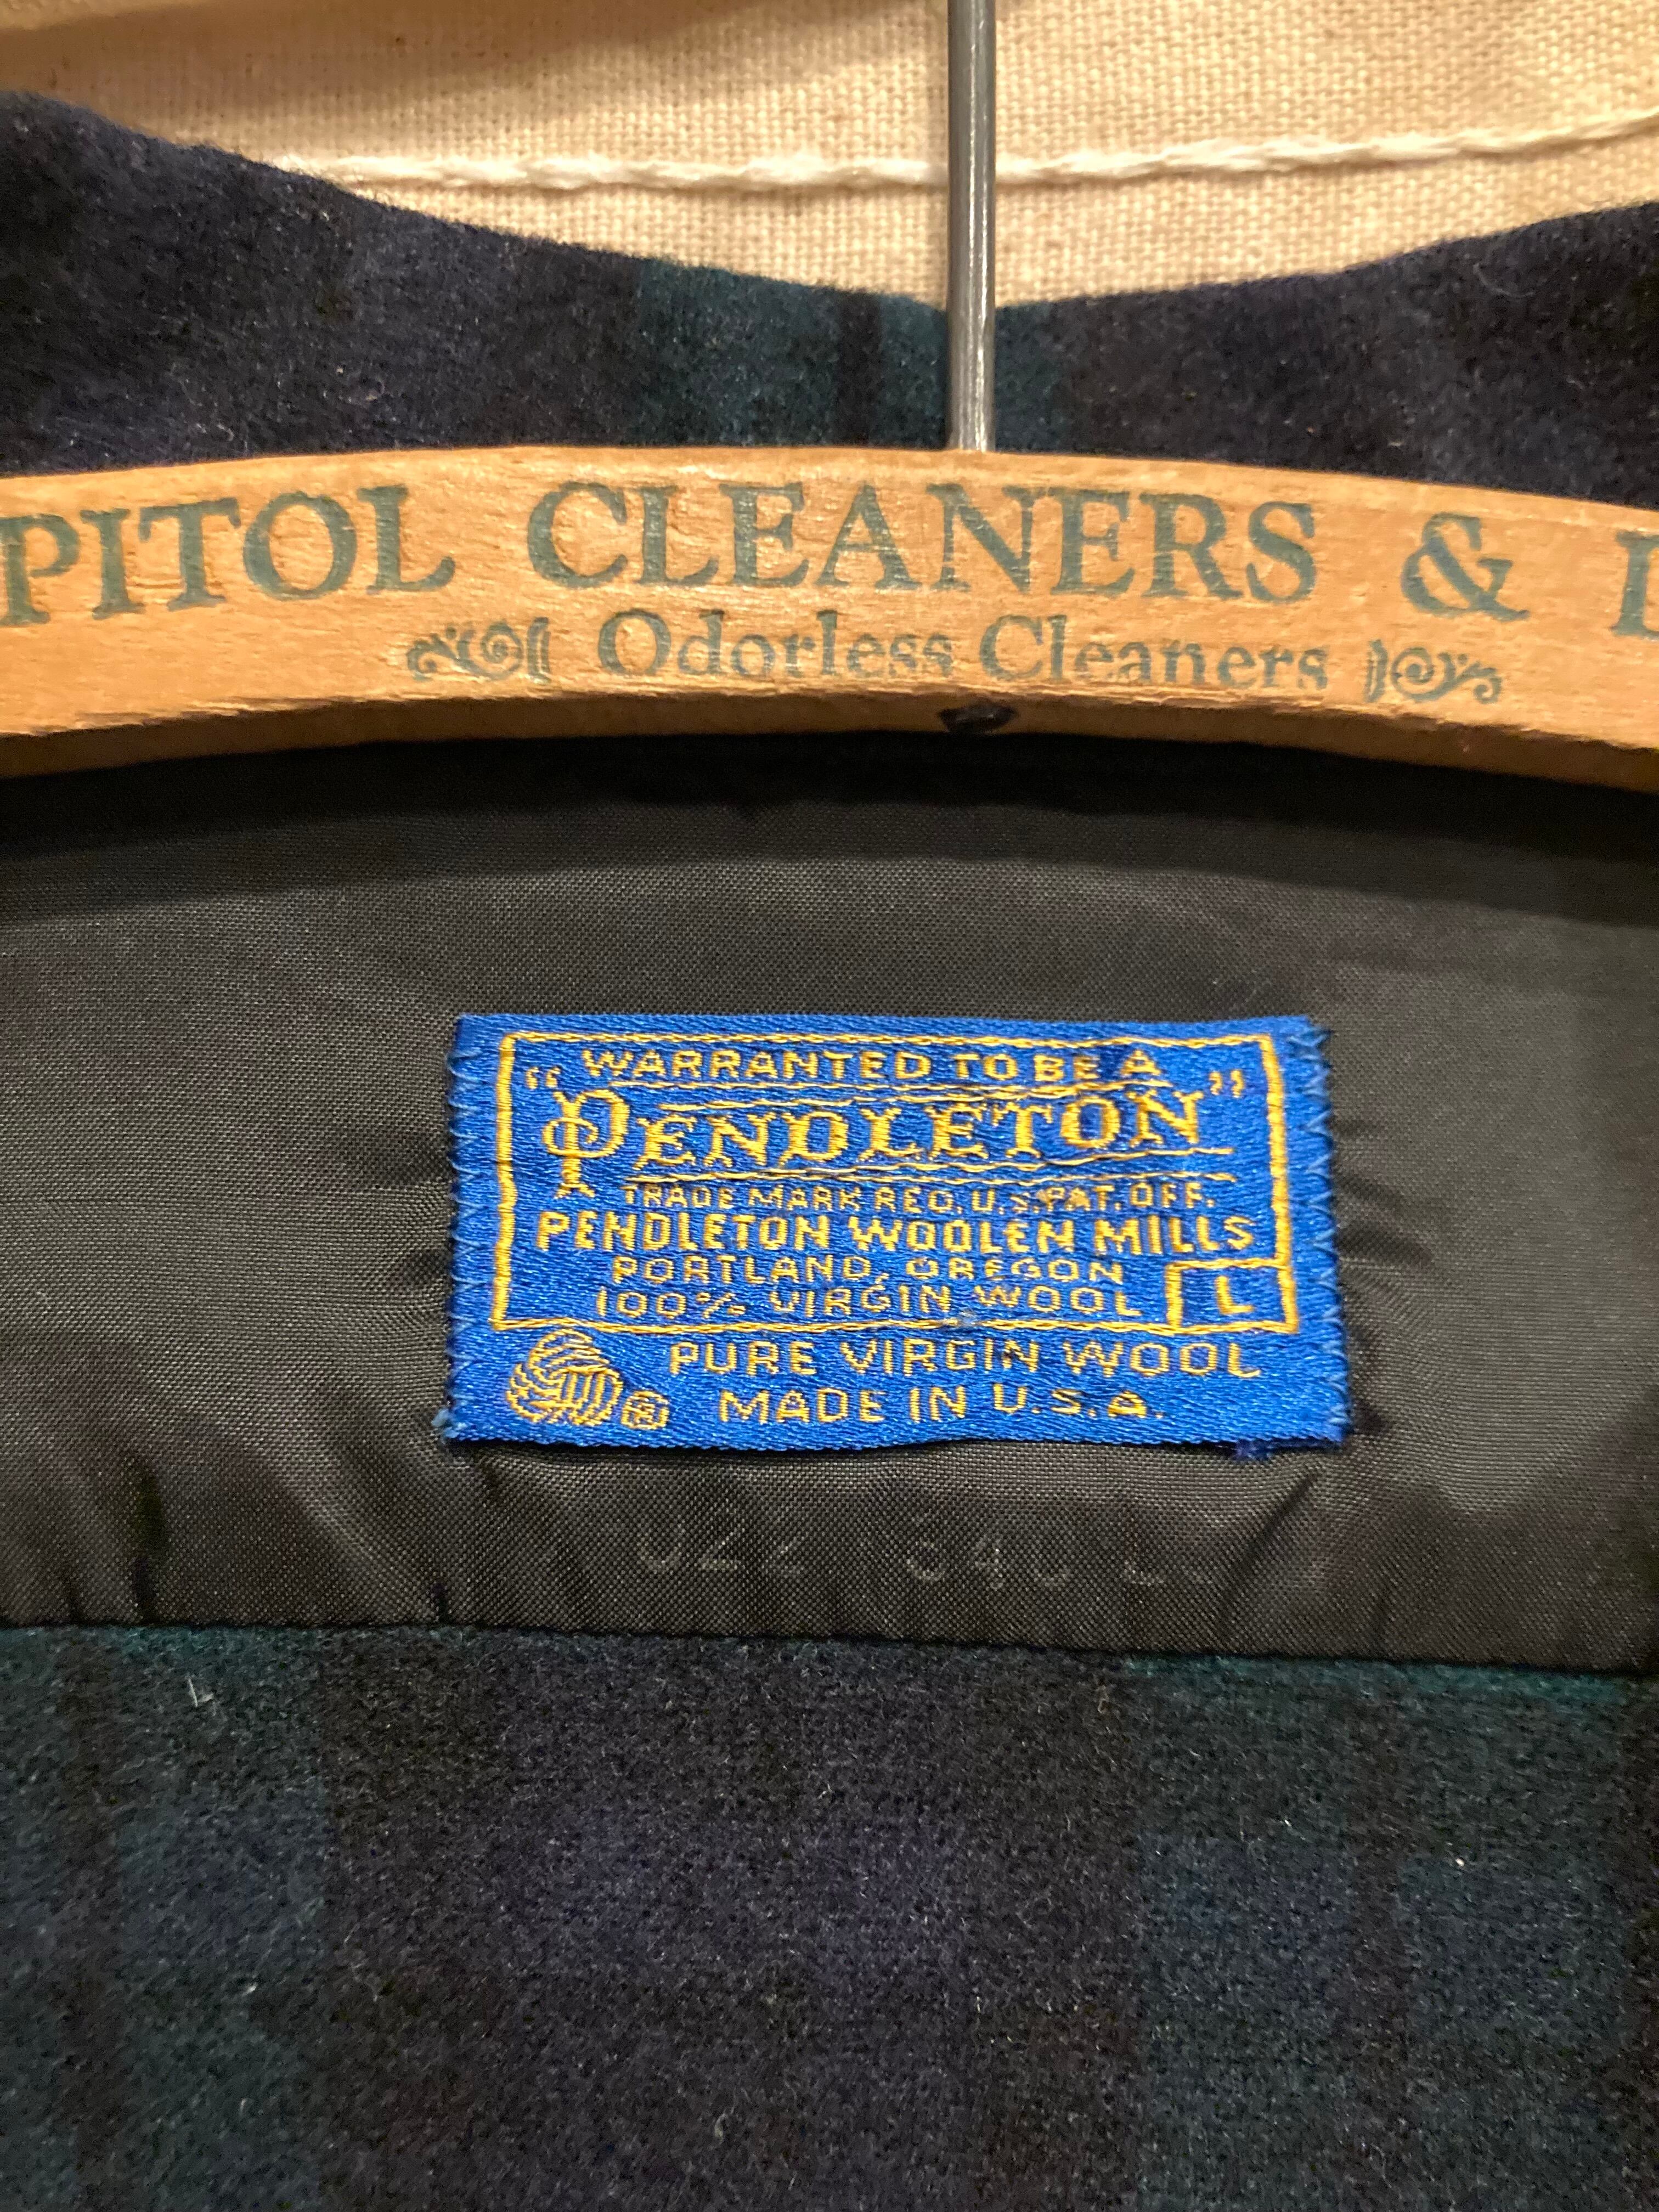 PITOL CLEANERS &
Odorless Cleaners
"WARRANTED TO BE A
PENDLETON"
TRADE MARK REG. U.S. PAT. OFF.
PENDLETON WOOLEN MILLS
PORTLAND, OREGON
100% VIRGIN WOOL L
PURE VIRGIN WOOL
® MADE IN U.S.A.
022